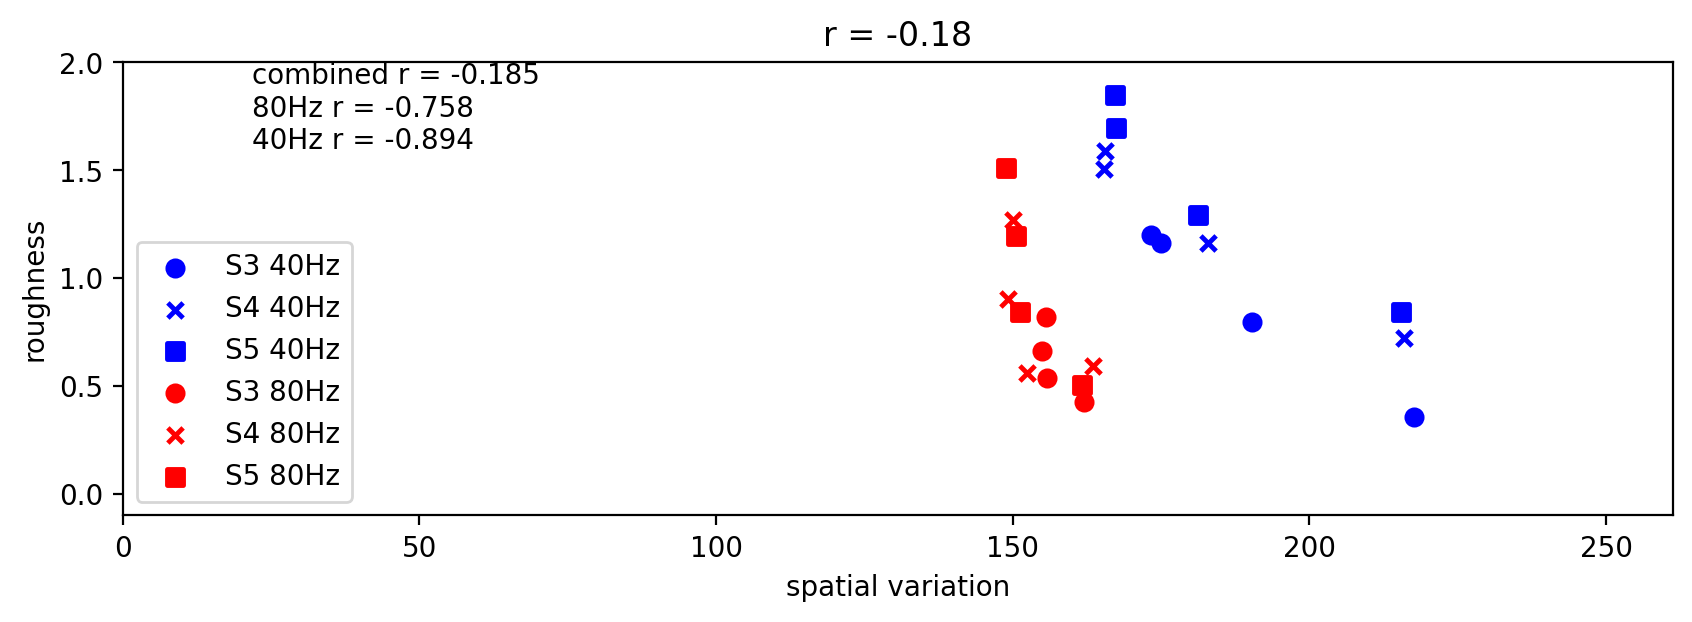 r = -0.18
combined r = -0.185
80Hz r = -0.758
40Hz r = -0.894
roughness
2.0
1.5
1.0
0.5
0.0
S3 40Hz
S4 40Hz
S5 40Hz
S3 80Hz
S4 80Hz
S5 80Hz
0 50 100 150 200 250
spatial variation